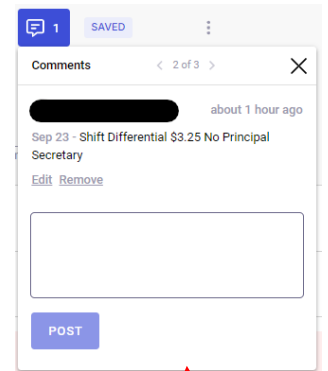 1 SAVED
Comments 2 of 3
about 1 hour ago
Sep 23 - Shift Differential $3.25 No Principal
Secretary
Edit Remove
POST